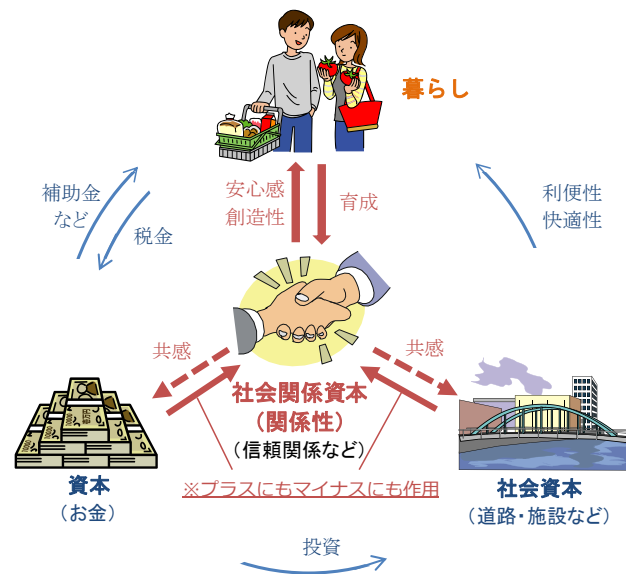 暮らし
補助金
など
税金
安心感
創造性
育成
利便性
快適性
共感
共感
社会関係資本
（関係性）
（信頼関係など）
資本
（お金）
※プラスにもマイナスにも作用
社会資本
（道路・施設など）
投資